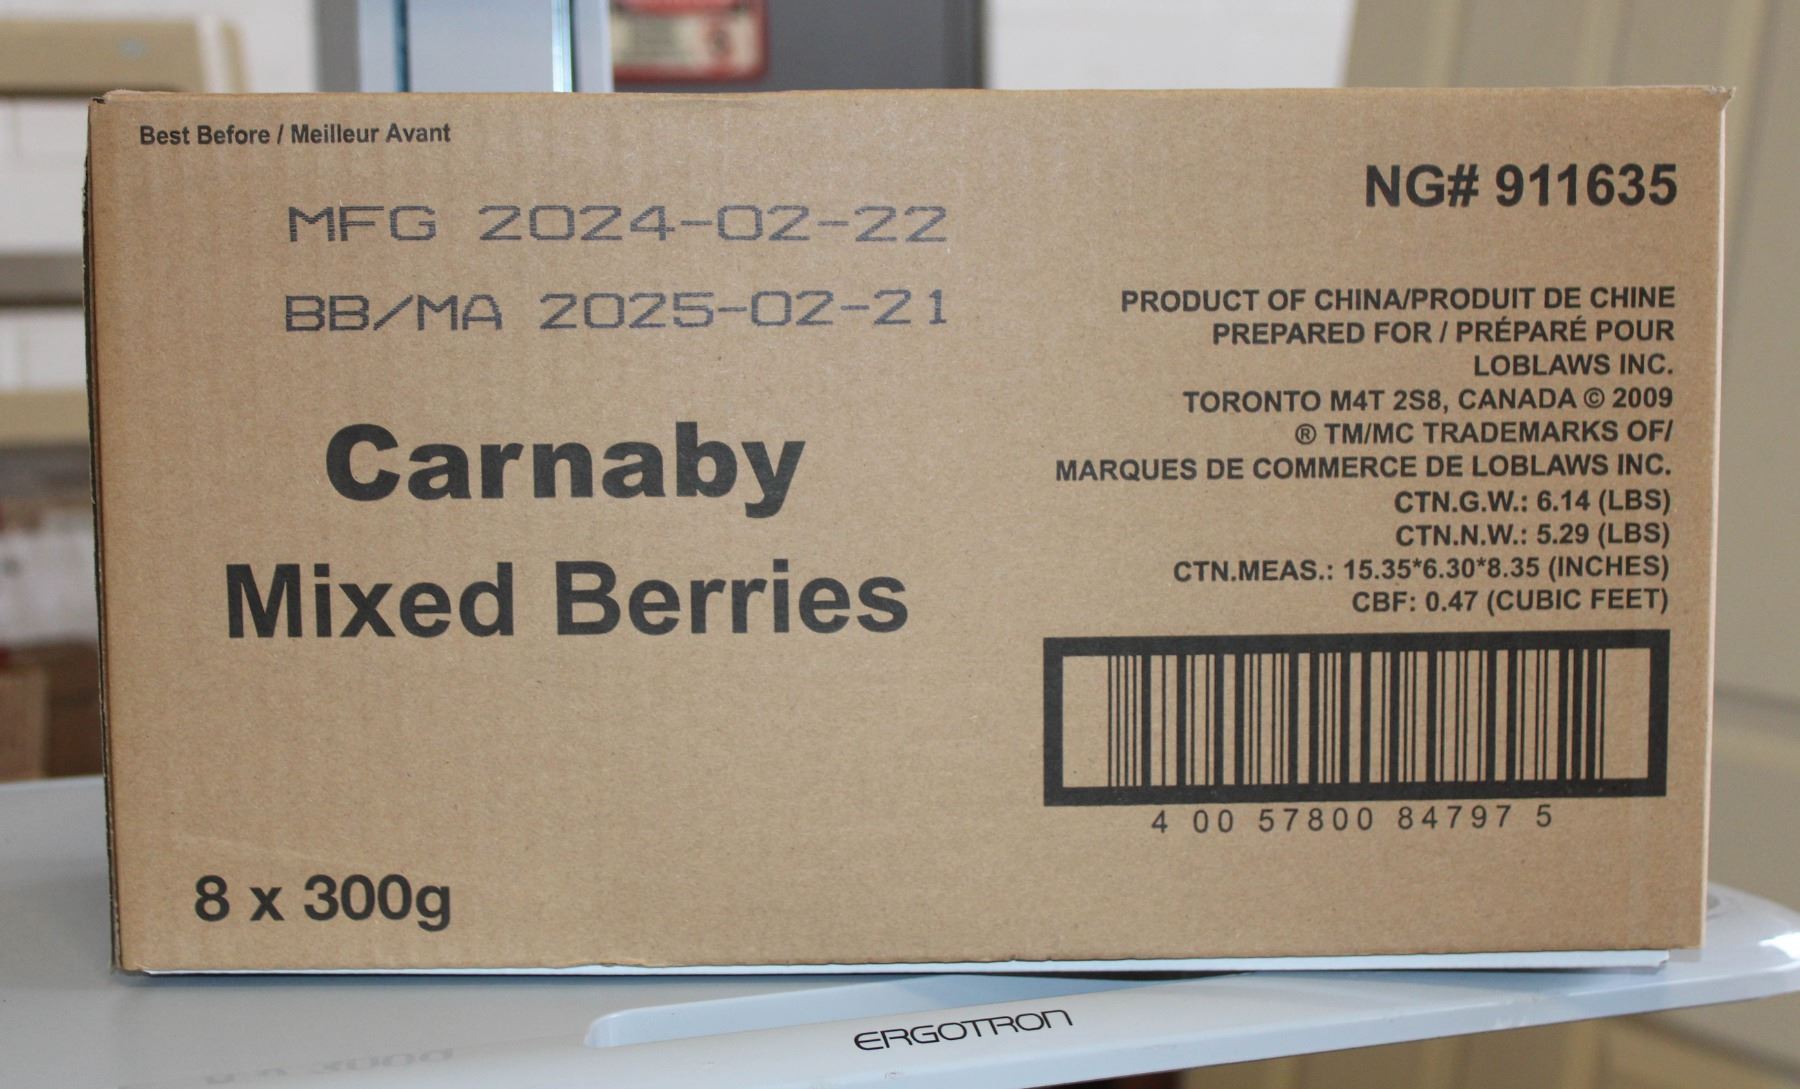 Best Before / Meilleur Avant
MFG 2024-02-22
BB/MA 2025-02-21
Carnaby
Mixed Berries
8 x 300g
NG# 911635
PRODUCT OF CHINA/PRODUIT DE CHINE
PREPARED FOR / PRÉPARÉ POUR
LOBLAWS INC.
TORONTO M4T 2S8, CANADA © 2009
® TM/MC TRADEMARKS OF/
MARQUES DE COMMERCE DE LOBLAWS INC.
CTN.G.W.: 6.14 (LBS)
CTN.N.W.: 5.29 (LBS)
CTN.MEAS.: 15.35*6.30*8.35 (INCHES)
CBF: 0.47 (CUBIC FEET)
4 00 57800 84797 5
ERGOTRON